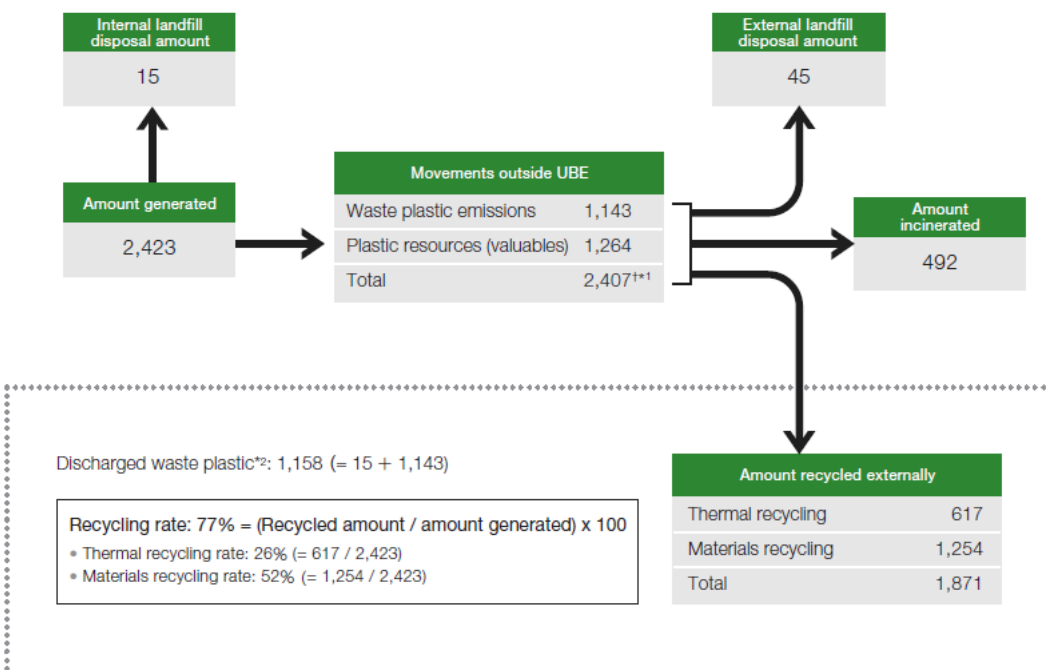 Internal landfill
disposal amount
15
External landfill
disposal amount
45
Amount generated
2,423
Movements outside UBE
Waste plastic emissions 1,143
Plastic resources (valuables) 1,264
Total 2,407†*1
Amount
incinerated
492
Discharged waste plastic*2: 1,158 (= 15 + 1,143)
Recycling rate: 77% = (Recycled amount / amount generated) x 100
• Thermal recycling rate: 26% (= 617 / 2,423)
• Materials recycling rate: 52% (= 1,254 / 2,423)
Amount recycled externally
Thermal recycling 617
Materials recycling 1,254
Total 1,871